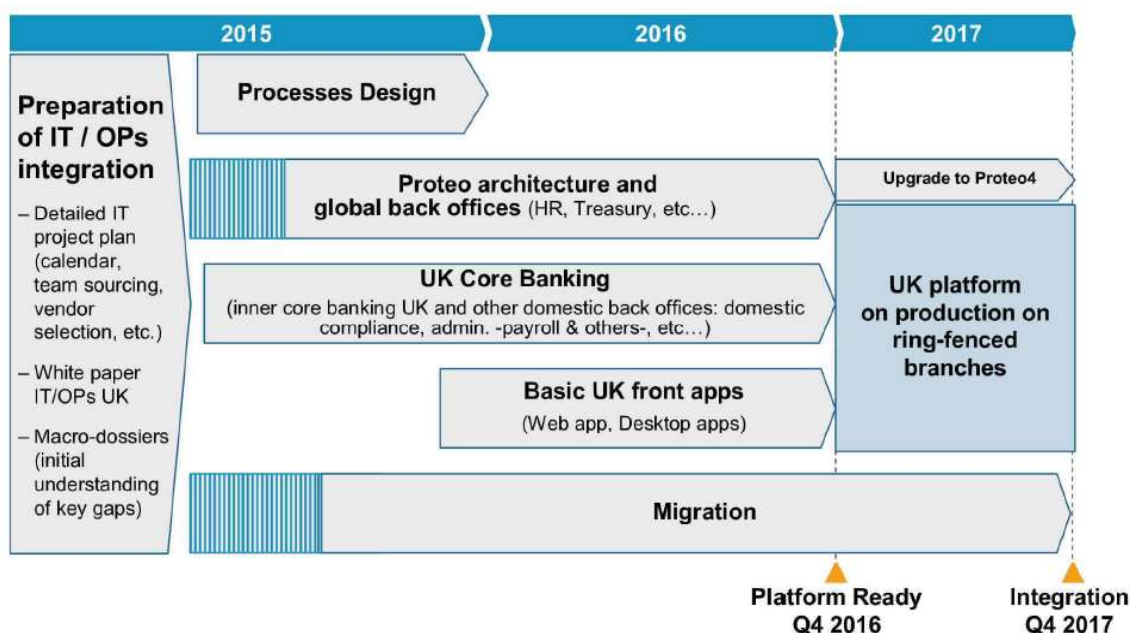 2015
2016
2017
Preparation
of IT / OPs
integration
– Detailed IT
project plan
(calendar,
team sourcing,
vendor
selection, etc.)
– White paper
IT/OPs UK
– Macro-dossiers
(initial
understanding
of key gaps)
Processes Design
Proteo architecture and
global back offices (HR, Treasury, etc…)
Upgrade to Proteo4
UK Core Banking
(inner core banking UK and other domestic back offices: domestic
compliance, admin. -payroll & others-, etc…)
UK platform
on production on
ring-fenced
branches
Basic UK front apps
(Web app, Desktop apps)
Migration
Platform Ready
Q4 2016
Integration
Q4 2017